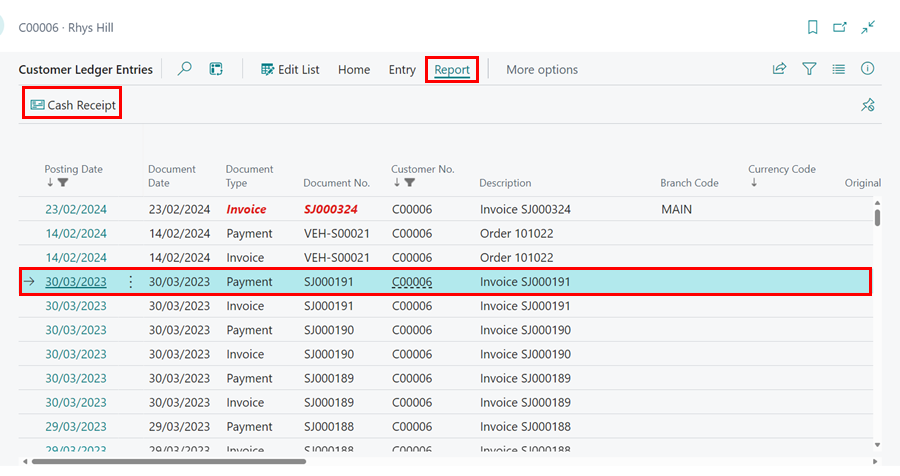 C00006 · Rhys Hill
Customer Ledger Entries Edit List Home Entry Report More options
Cash Receipt
Posting Date Document Date Document Type Document No. Customer No. Description Branch Code Currency Code Original
23/02/2024 23/02/2024 Invoice SJ000324 C00006 Invoice SJ000324 MAIN
14/02/2024 14/02/2024 Payment VEH-S00021 C00006 Order 101022
14/02/2024 14/02/2024 Invoice VEH-S00021 C00006 Order 101022
30/03/2023 30/03/2023 Payment SJ000191 C00006 Invoice SJ000191
30/03/2023 30/03/2023 Invoice SJ000191 C00006 Invoice SJ000191
30/03/2023 30/03/2023 Payment SJ000190 C00006 Invoice SJ000190
30/03/2023 30/03/2023 Invoice SJ000190 C00006 Invoice SJ000190
30/03/2023 30/03/2023 Payment SJ000189 C00006 Invoice SJ000189
30/03/2023 30/03/2023 Invoice SJ000189 C00006 Invoice SJ000189
29/03/2023 29/03/2023 Payment SJ000188 C00006 Invoice SJ000188
29/03/2023 29/03/2023 Invoice SJ000188 C00006 Invoice SJ000188